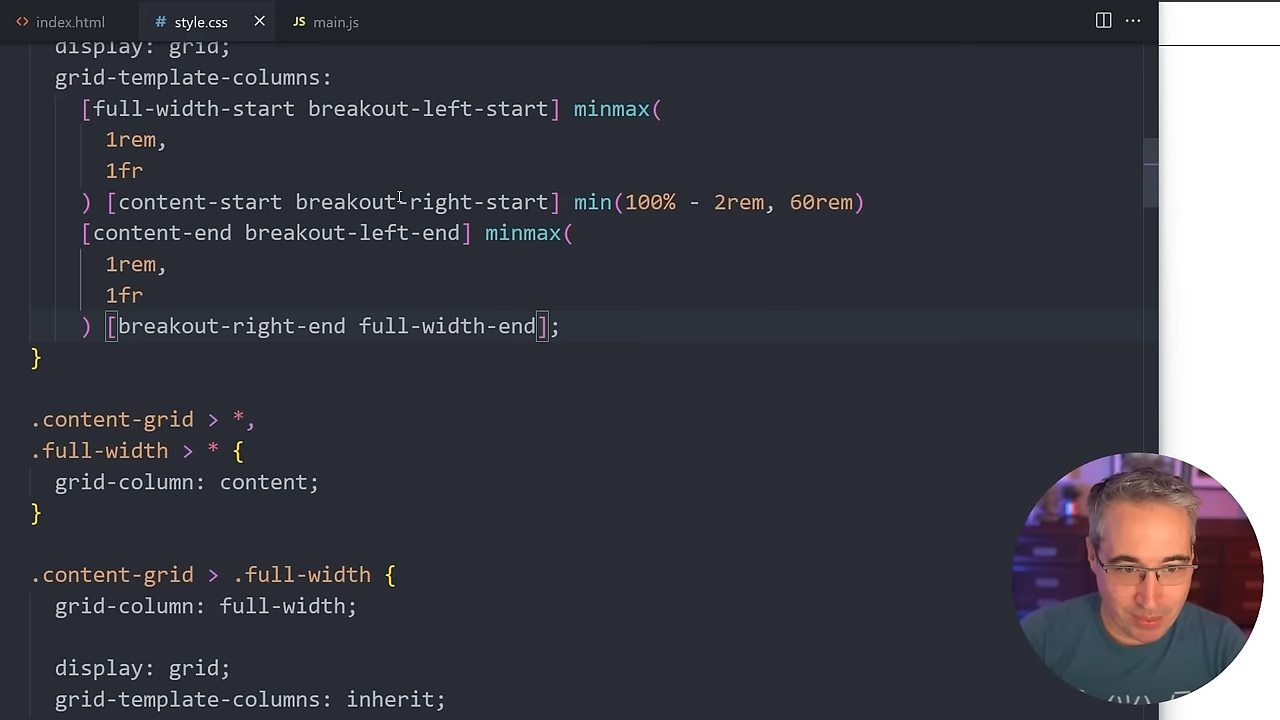 index.html
style.css
main.js
display: grid;
grid-template-columns:
[full-width-start breakout-left-start] minmax(
1rem,
1fr
) [content-start breakout-right-start] min(100% - 2rem, 60rem)
[content-end breakout-left-end] minmax(
1rem,
1fr
) [breakout-right-end full-width-end];
}
.content-grid > *,
.full-width > * {
grid-column: content;
}
.content-grid > .full-width {
grid-column: full-width;
display: grid;
grid-template-columns: inherit;